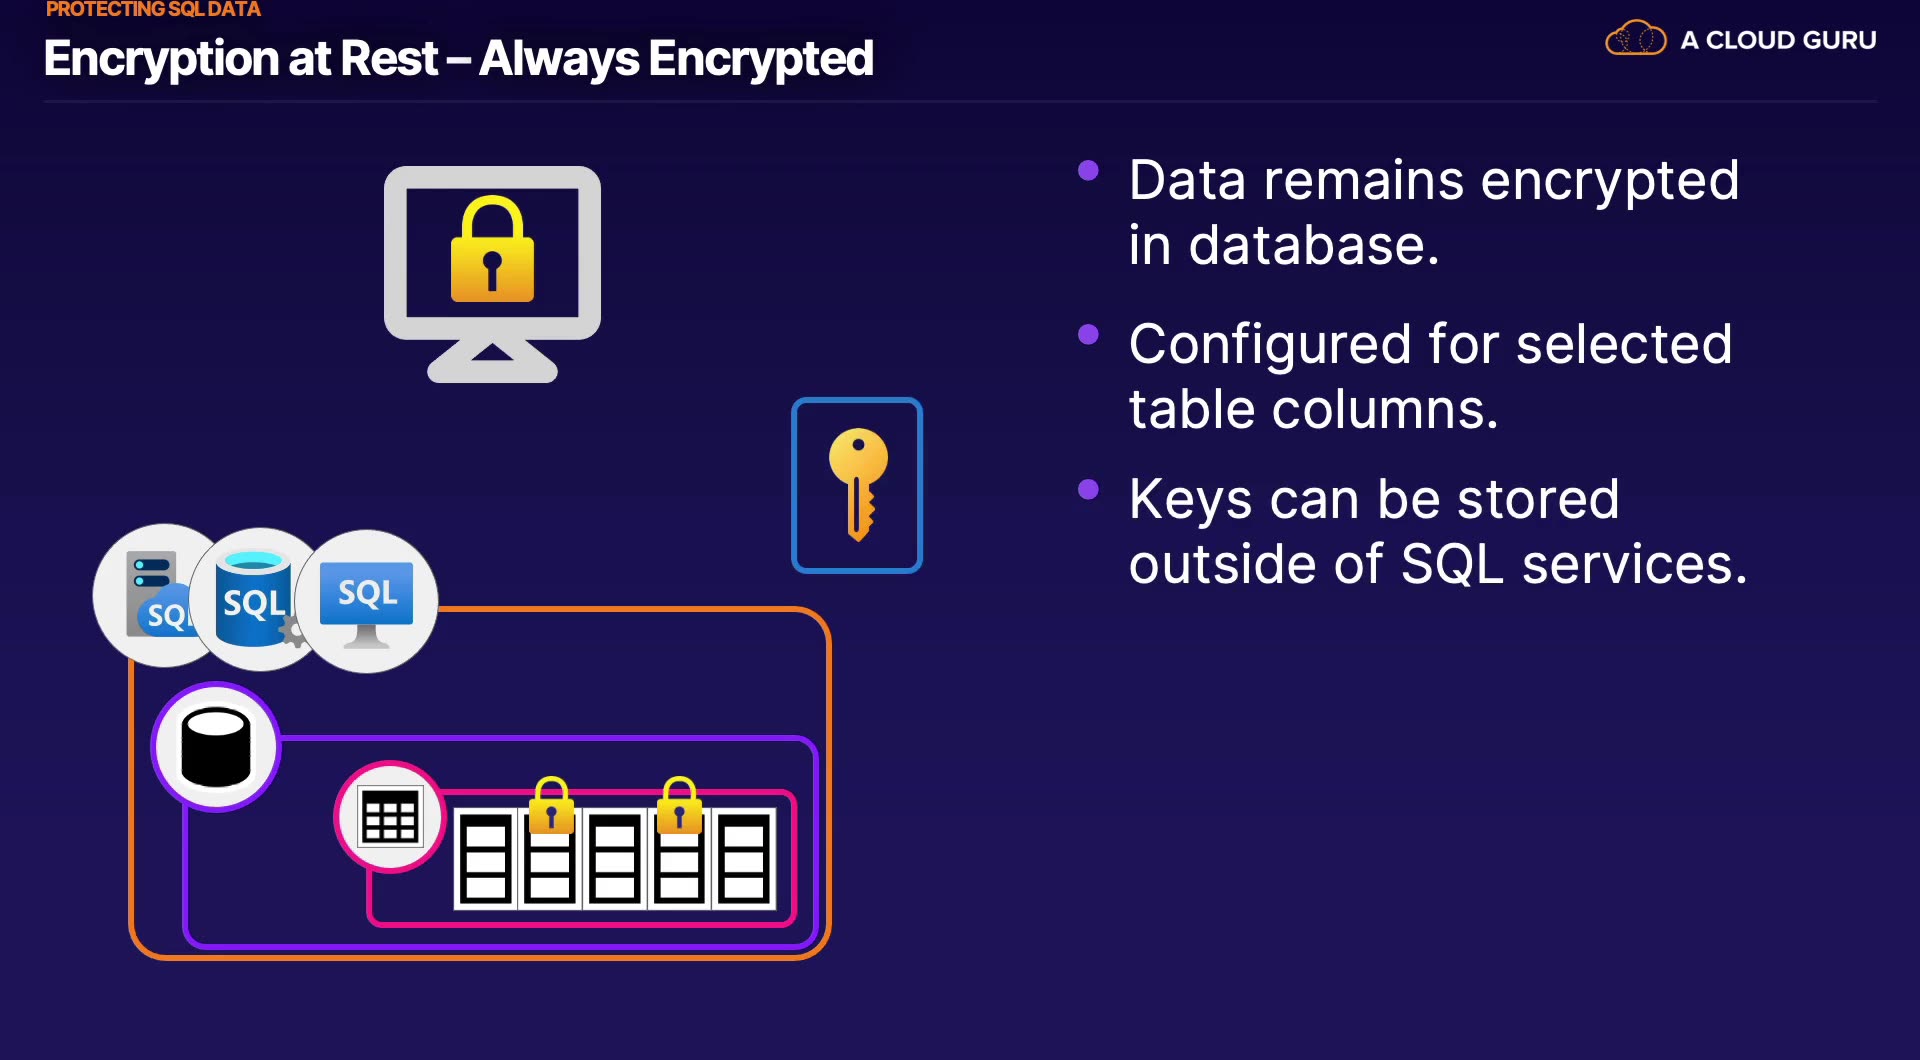 PROTECTING SQL DATA
Encryption at Rest – Always Encrypted
A CLOUD GURU
Data remains encrypted
in database.
Configured for selected
table columns.
Keys can be stored
outside of SQL services.
SQL
SQL
SQL